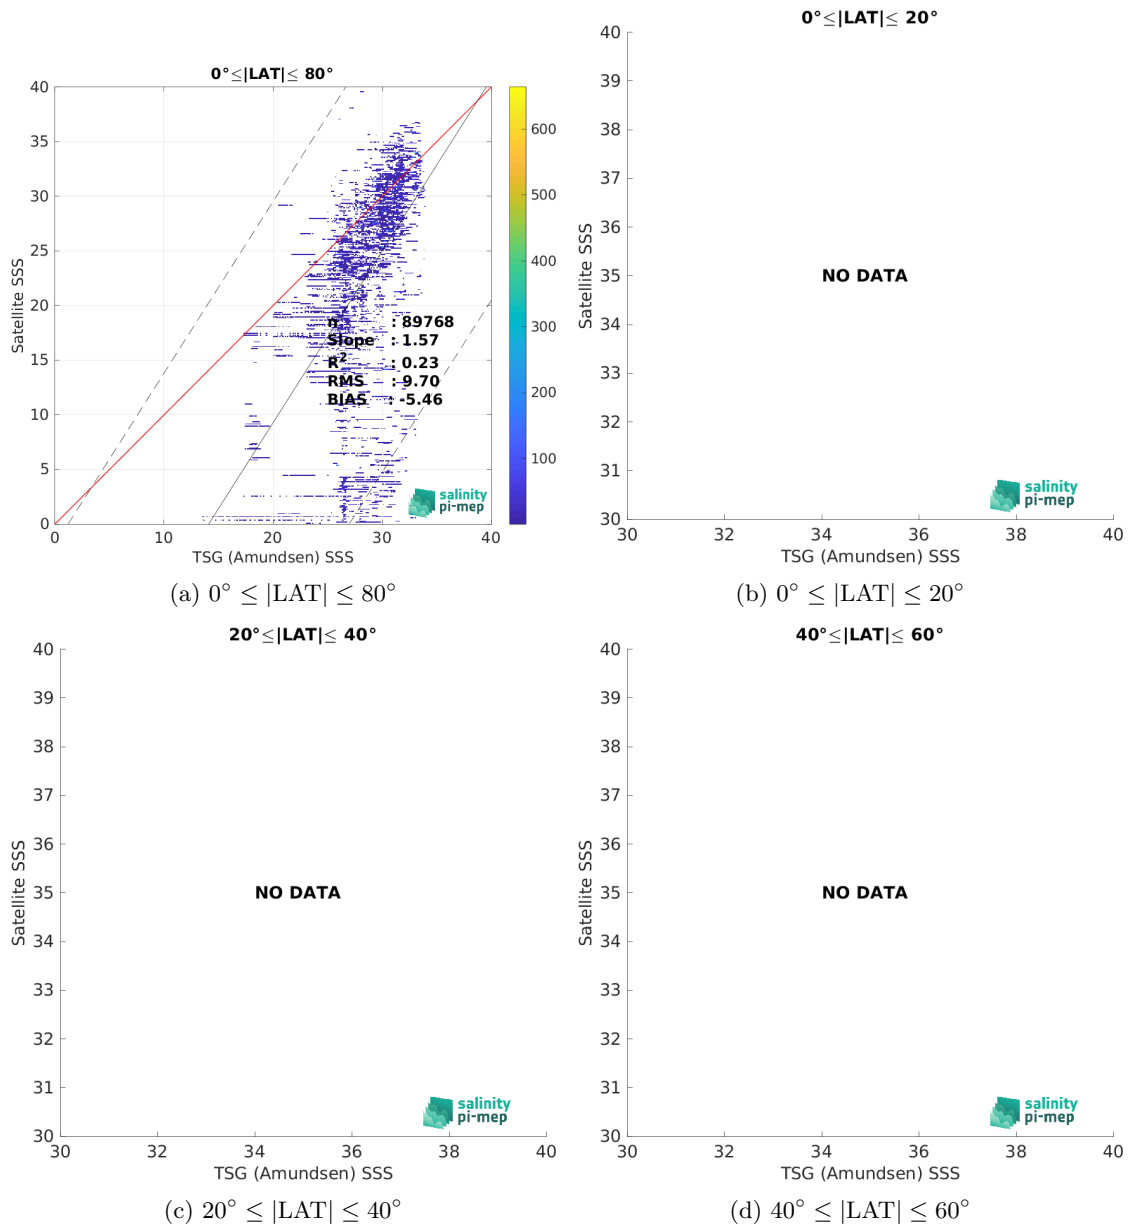 0°≤|LAT|≤ 80°
40
35
30
25
20
15
10
5
0
Satellite SSS
0
10
20
30
40
TSG (Amundsen) SSS
600
500
400
300
200
100
n : 89768
Slope : 1.57
R² : 0.23
RMS : 9.70
BIAS : -5.46
salinity
pi-mep
(a) 0° ≤ |LAT| ≤ 80°
0°≤|LAT|≤ 20°
40
39
38
37
36
35
34
33
32
31
30
Satellite SSS
NO DATA
salinity
pi-mep
30
32
34
36
38
40
TSG (Amundsen) SSS
(b) 0° ≤ |LAT| ≤ 20°
20°≤|LAT|≤ 40°
40
39
38
37
36
35
34
33
32
31
30
Satellite SSS
NO DATA
salinity
pi-mep
30
32
34
36
38
40
TSG (Amundsen) SSS
(c) 20° ≤ |LAT| ≤ 40°
40°≤|LAT|≤ 60°
40
39
38
37
36
35
34
33
32
31
30
Satellite SSS
NO DATA
salinity
pi-mep
30
32
34
36
38
40
TSG (Amundsen) SSS
(d) 40° ≤ |LAT| ≤ 60°